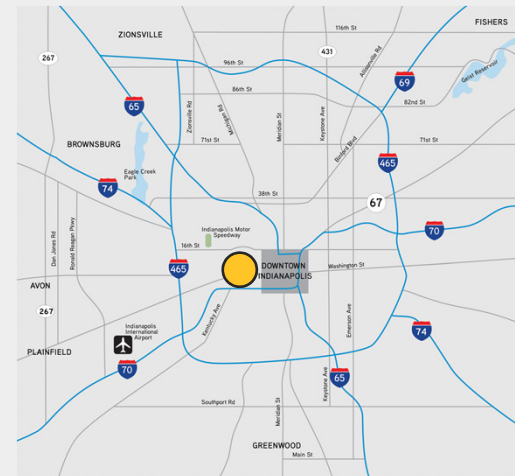 ZIONSVILLE
FISHERS
116th St
267
431
96th St
Allisonville Rd
Geist Reservoir
69
86th St
65
82nd St
Zionsville Rd
Michigan Rd
Meridian St
Keystone Ave
Binford Blvd
71st St
71st St
BROWNSBURG
465
Eagle Creek
Park
74
38th St
67
Dan Jones Rd
Ronald Reagan Pkwy
Indianapolis Motor
Speedway
70
16th St
465
DOWNTOWN
INDIANAPOLIS
Washington St
AVON
267
Kentucky Ave
Emerson Ave
Indianapolis
International
Airport
74
PLAINFIELD
70
65
Keystone Ave
Southport Rd
Meridian St
GREENWOOD
Main St